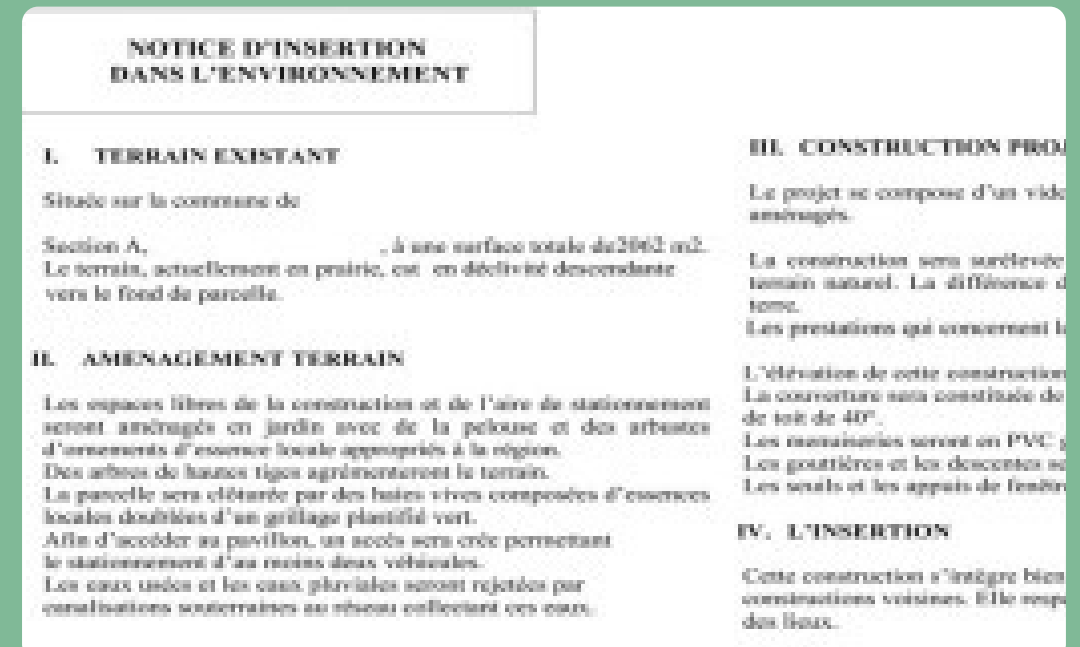 NOTICE D'INSERTION
DANS L'ENVIRONNEMENT
I. TERRAIN EXISTANT
Située sur la commune de
Section A, , à une surface totale de2062 m2.
Le terrain, actuellement en prairie, est en déclivité descendante
vers le fond de parcelle.
II. AMENAGEMENT TERRAIN
Les espaces libres de la construction et de l'aire de stationnement
seront aménagés en jardin avec de la pelouse et des arbustes
d'ornements d'essence locale appropriés à la région.
Des arbres de hautes tiges agrémenteront le terrain.
La parcelle sera clôturée par des haies vives composées d'essences
locales doublées d'un grillage plastifié vert.
Afin d'accéder au pavillon, un accès sera crée permettant
le stationnement d'au moins deux véhicules.
Les eaux usées et les eaux pluviales seront rejetées par
canalisations souterraines au réseau collectant ces eaux.
III. CONSTRUCTION PROJ
Le projet se compose d'un vide
aménagés.
La construction sera surélevée
terrain naturel. La différence d
terre.
Les prestations qui concernent l
L'élévation de cette construction
La couverture sera constituée de
de toit de 40°.
Les menuiseries seront en PVC g
Les gouttières et les descentes se
Les seuils et les appuis de fenêtr
IV. L'INSERTION
Cette construction s'intègre bien
constructions voisines. Elle resp
des lieux.